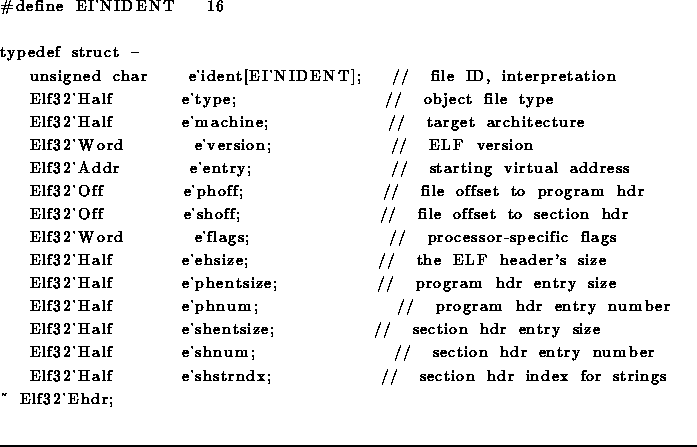 #define EI'NIDENT 16
typedef struct –
unsigned char e'ident[EI'NIDENT]; // file ID, interpretation
Elf32'Half e'type; // object file type
Elf32'Half e'machine; // target architecture
Elf32'Word e'version; // ELF version
Elf32'Addr e'entry; // starting virtual address
Elf32'Off e'phoff; // file offset to program hdr
Elf32'Off e'shoff; // file offset to section hdr
Elf32'Word e'flags; // processor-specific flags
Elf32'Half e'ehsize; // the ELF header's size
Elf32'Half e'phentsize; // program hdr entry size
Elf32'Half e'phnum; // program hdr entry number
Elf32'Half e'shentsize; // section hdr entry size
Elf32'Half e'shnum; // section hdr entry number
Elf32'Half e'shstrndx; // section hdr index for strings
˜ Elf32'Ehdr;